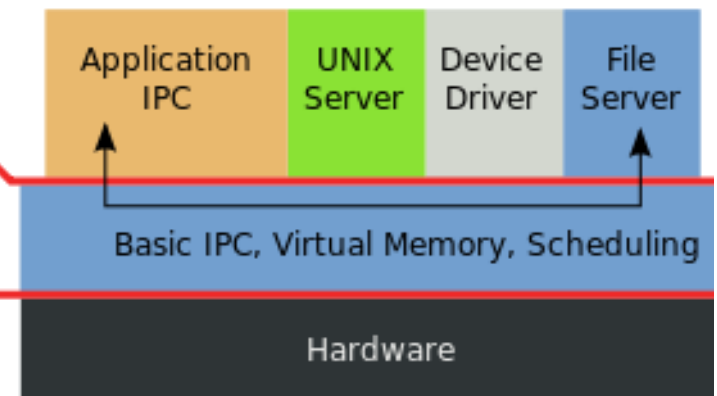 Application
IPC
UNIX
Server
Device
Driver
File
Server
Basic IPC, Virtual Memory, Scheduling
Hardware